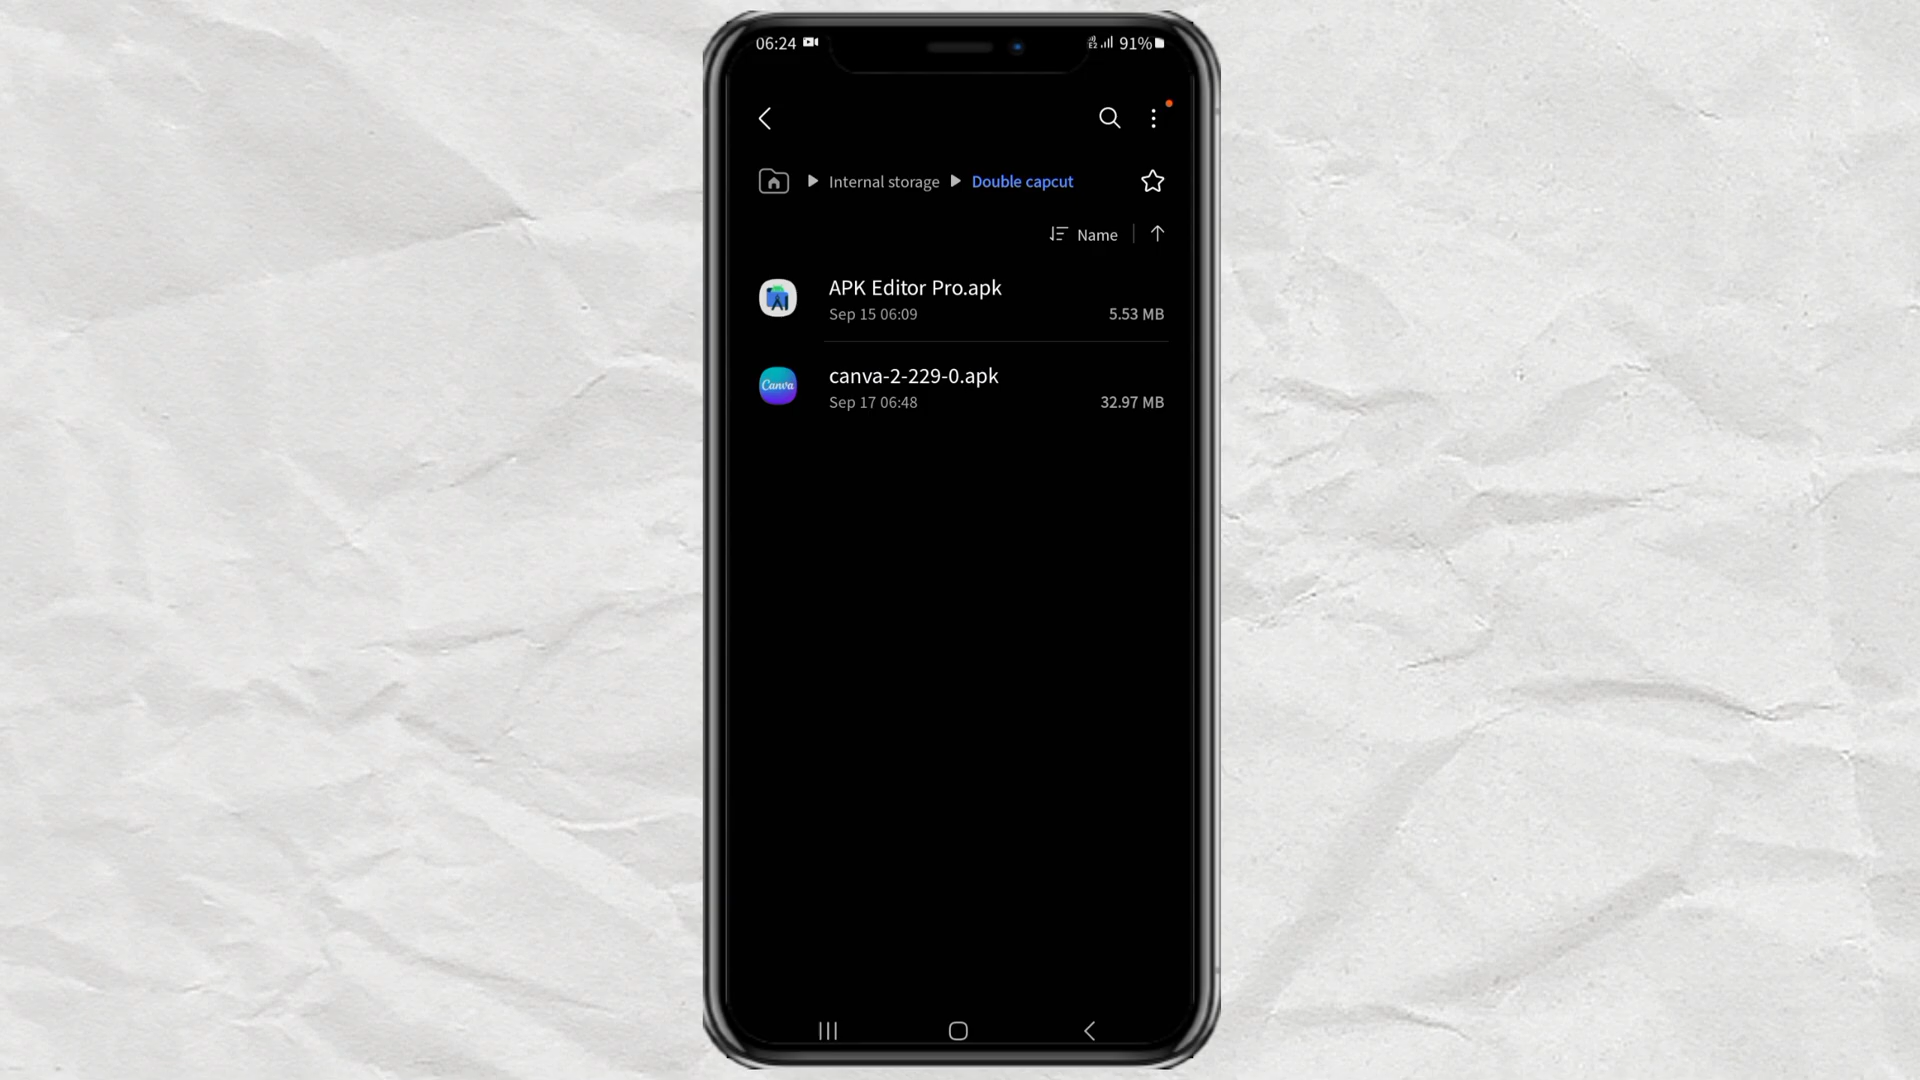 06:24 91%
Internal storage Double capcut
Name
APK Editor Pro.apk
Sep 15 06:09 5.53 MB
Canva
canva-2-229-0.apk
Sep 17 06:48 32.97 MB